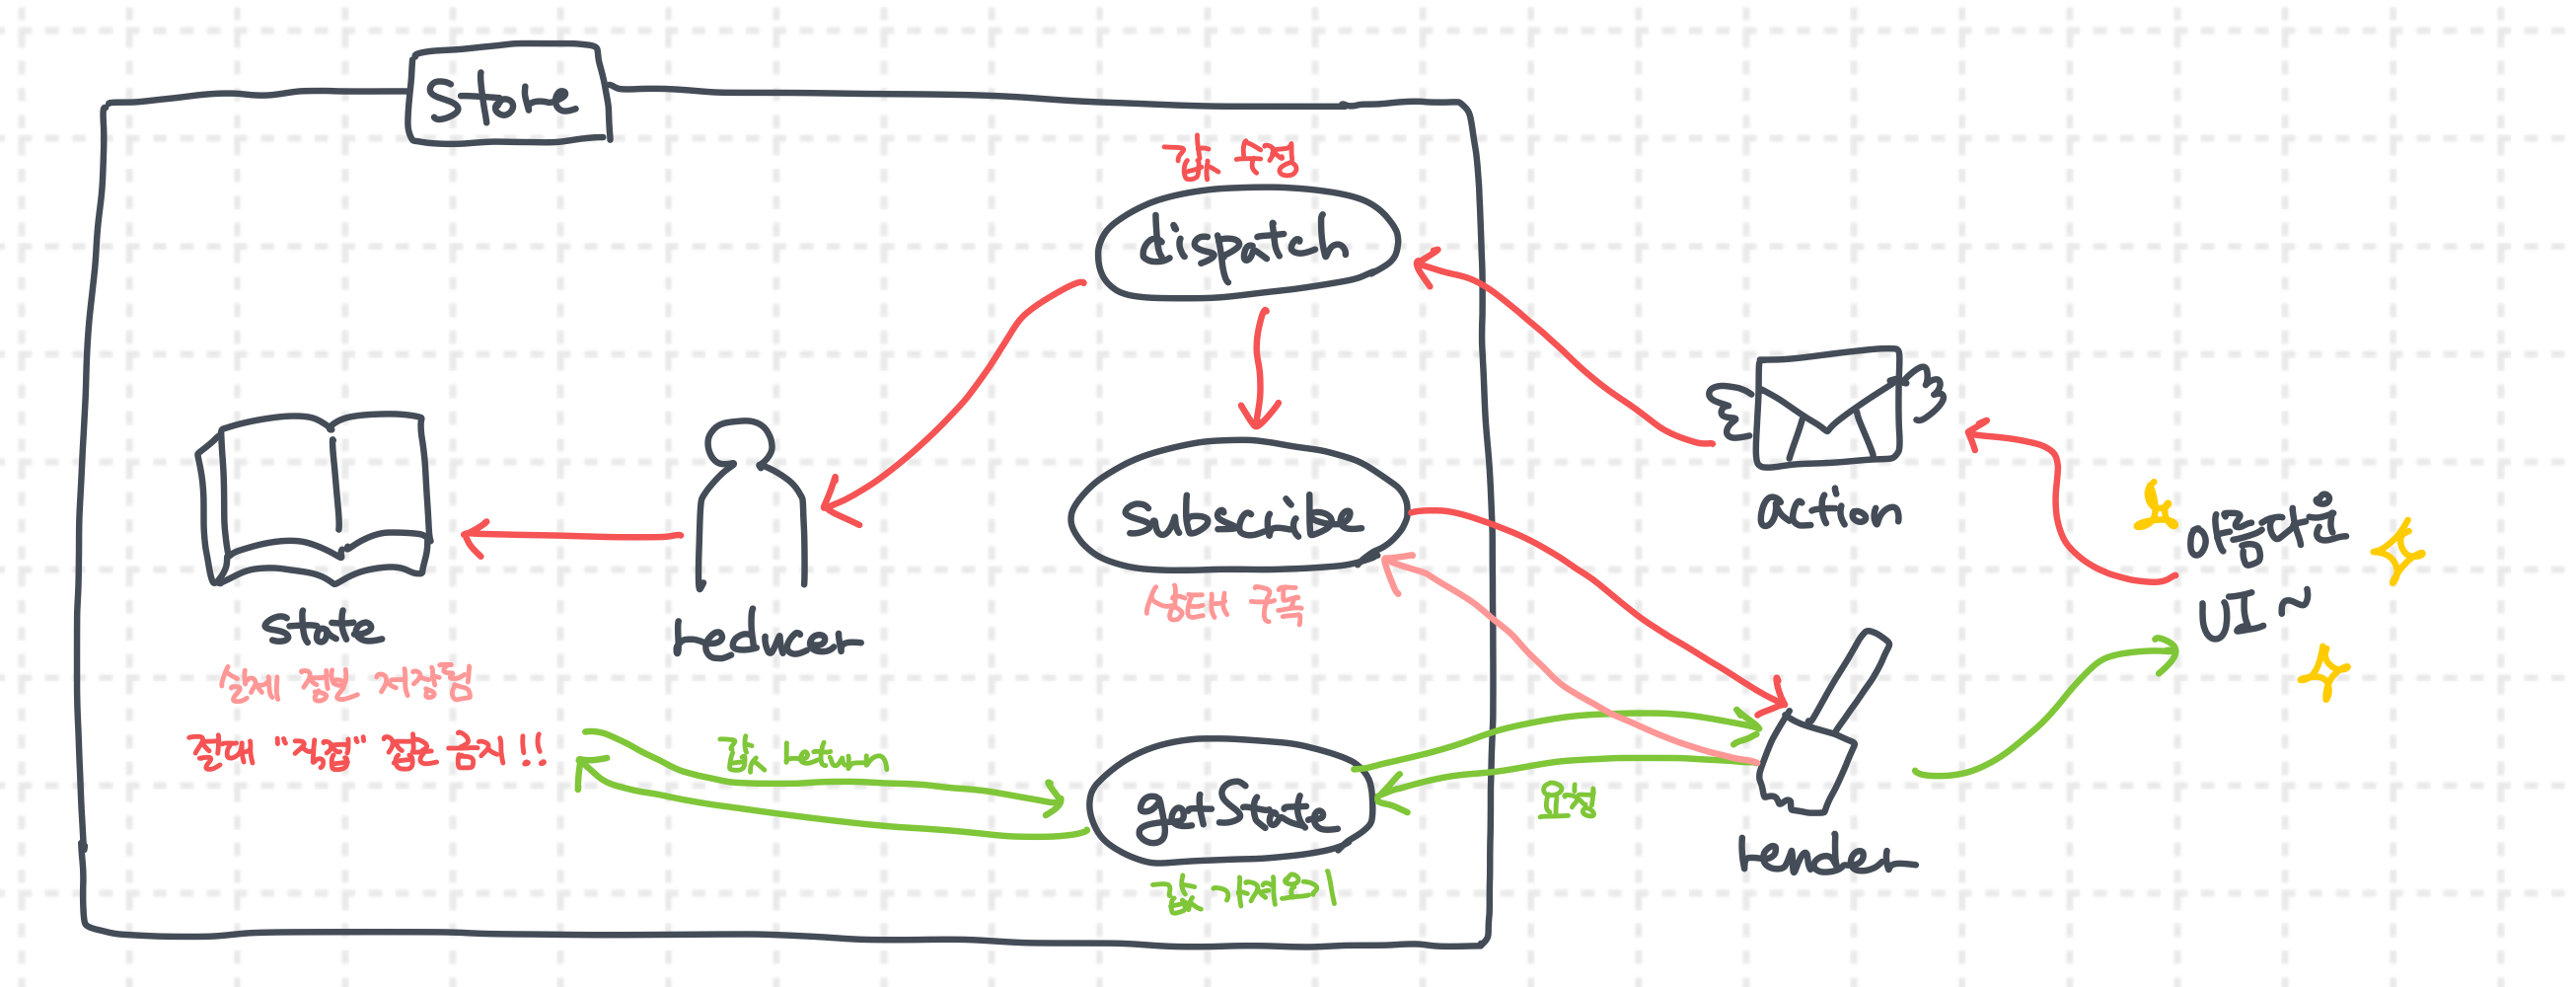 Store
값 수정
dispatch
subscribe
상태 구독
action
아름다운
UI ~
state
실제 정보 저장됨
절대 "직접" 접근 금지!!
reducer
값 return
getState
값 가져오기
요청
render